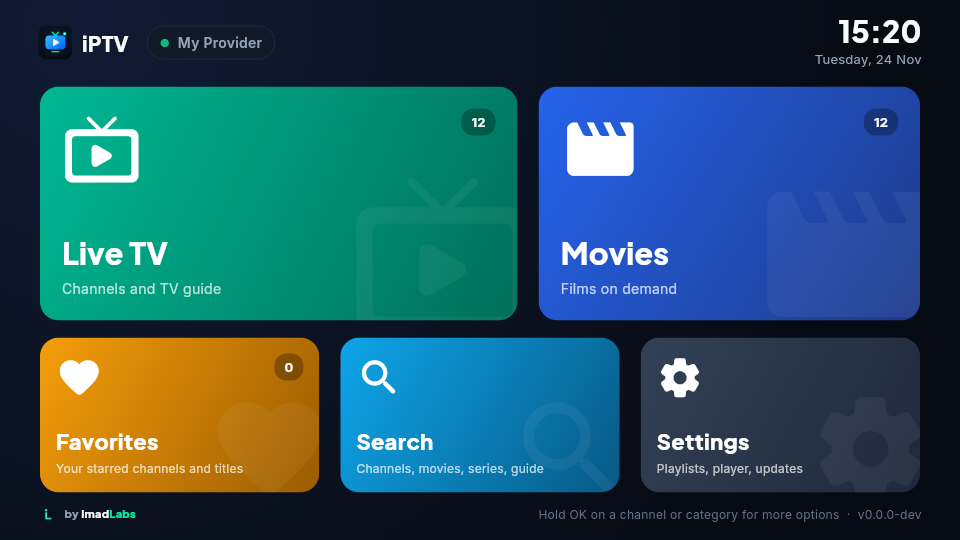 iPTV
My Provider
15:20
Tuesday, 24 Nov
12
Live TV
Channels and TV guide
12
Movies
Films on demand
0
Favorites
Your starred channels and titles
Search
Channels, movies, series, guide
Settings
Playlists, player, updates
by ImadLabs
Hold OK on a channel or category for more options · v0.0.0-dev